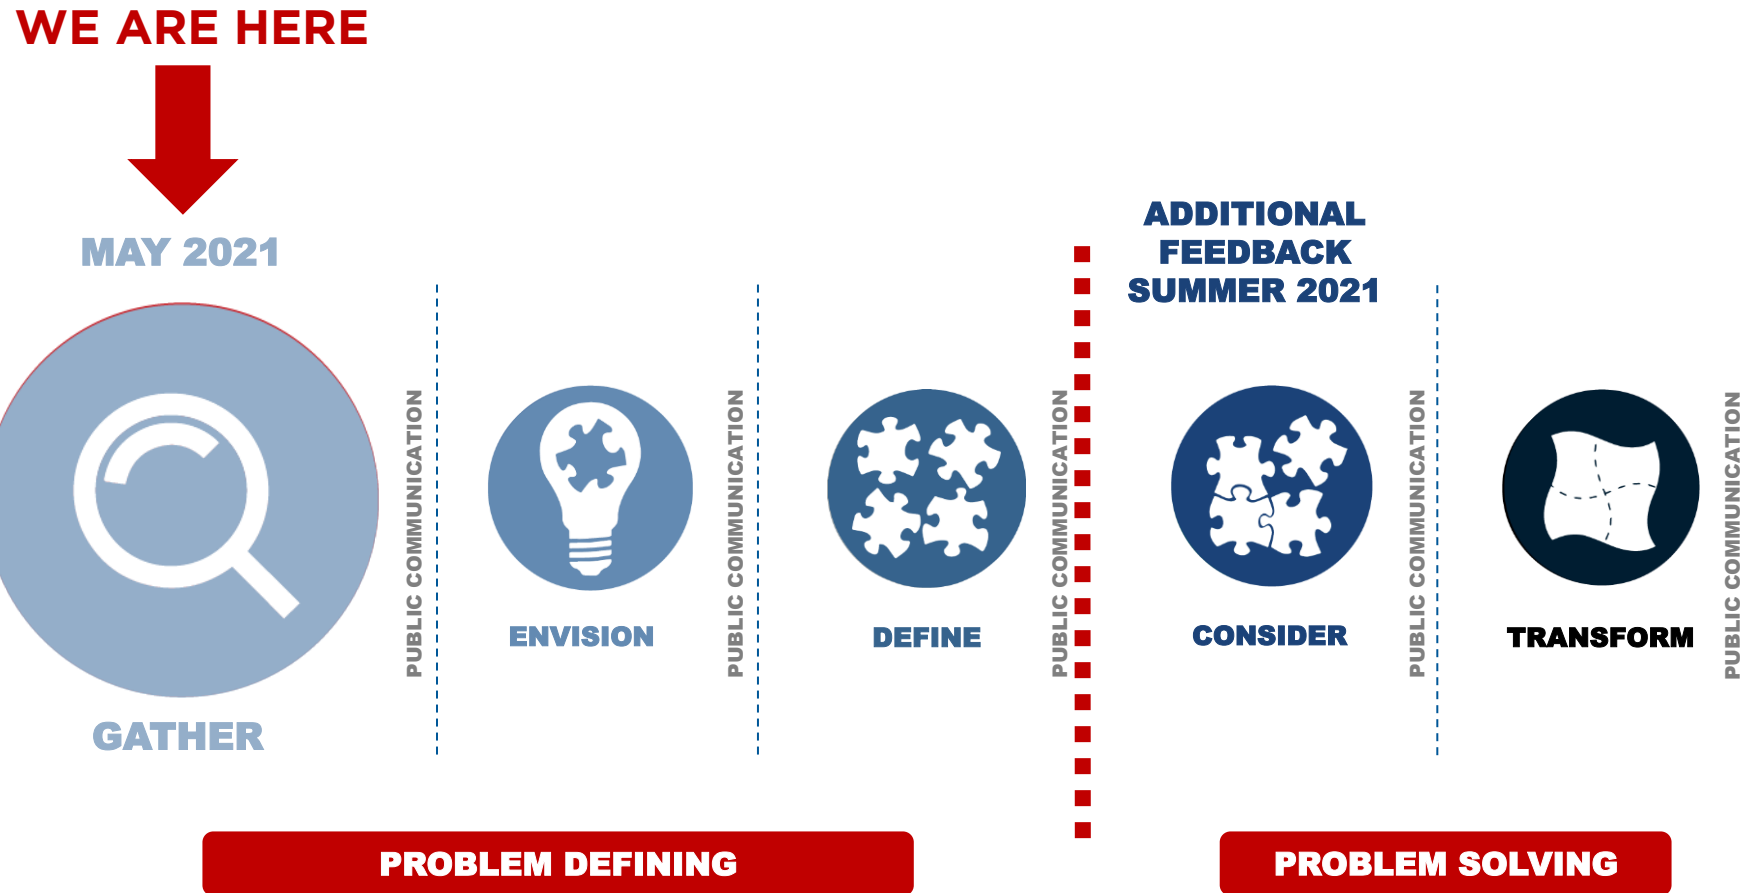 WE ARE HERE
MAY 2021
GATHER
PUBLIC COMMUNICATION
ENVISION
PUBLIC COMMUNICATION
DEFINE
PUBLIC COMMUNICATION
ADDITIONAL
FEEDBACK
SUMMER 2021
CONSIDER
PUBLIC COMMUNICATION
TRANSFORM
PUBLIC COMMUNICATION
PROBLEM DEFINING
PROBLEM SOLVING